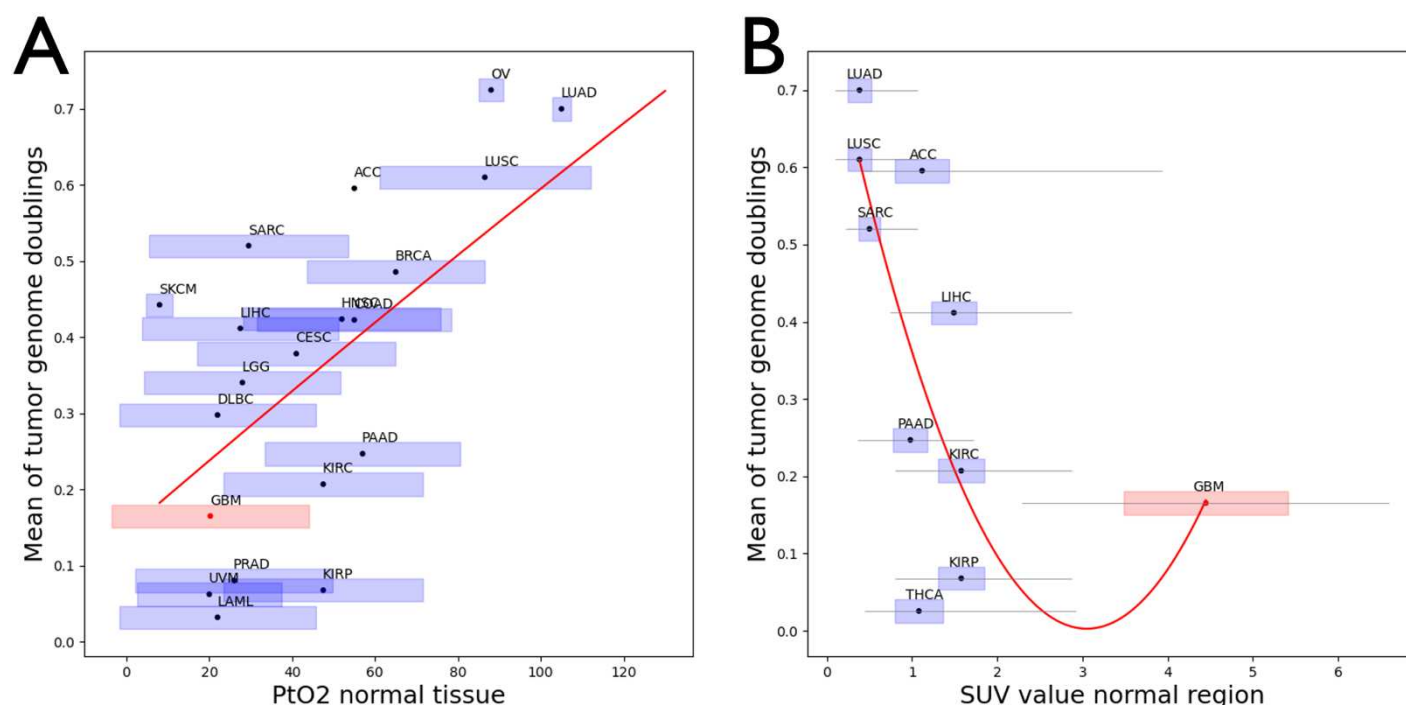 A
Mean of tumor genome doublings
0.7
0.6
0.5
0.4
0.3
0.2
0.1
0.0
OV
LUAD
LUSC
ACC
SARC
BRCA
SKCM
HNSC
COAD
LIHC
CESC
LGG
DLBC
PAAD
KIRC
GBM
PRAD
KIRP
UVM
LAML
0
20
40
60
80
100
120
PtO2 normal tissue
B
Mean of tumor genome doublings
0.7
0.6
0.5
0.4
0.3
0.2
0.1
0.0
LUAD
LUSC
ACC
SARC
LIHC
PAAD
KIRC
GBM
KIRP
THCA
0
1
2
3
4
5
6
SUV value normal region